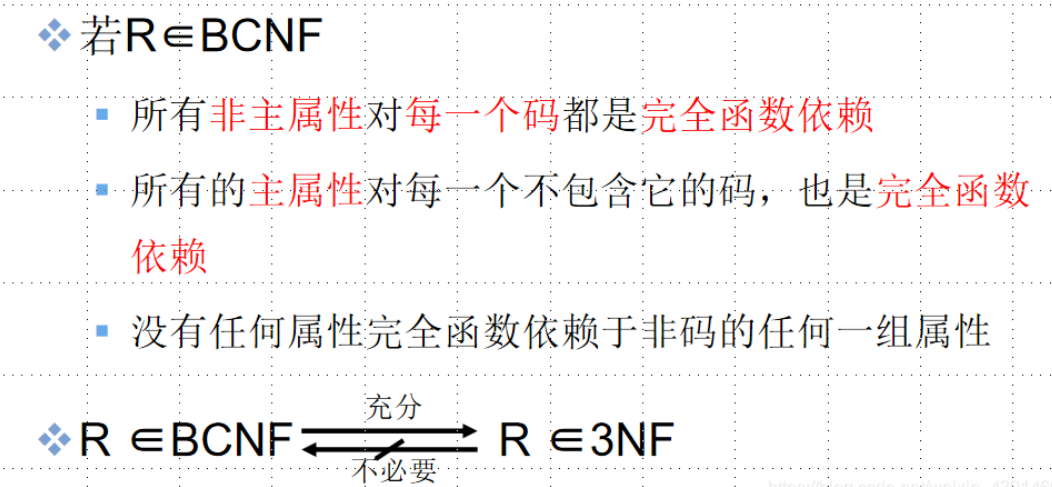 若R∈BCNF
所有非主属性对每一个码都是完全函数依赖
所有的主属性对每一个不包含它的码，也是完全函数
依赖
没有任何属性完全函数依赖于非码的任何一组属性
充分
R ∈BCNF R ∈3NF
不必要